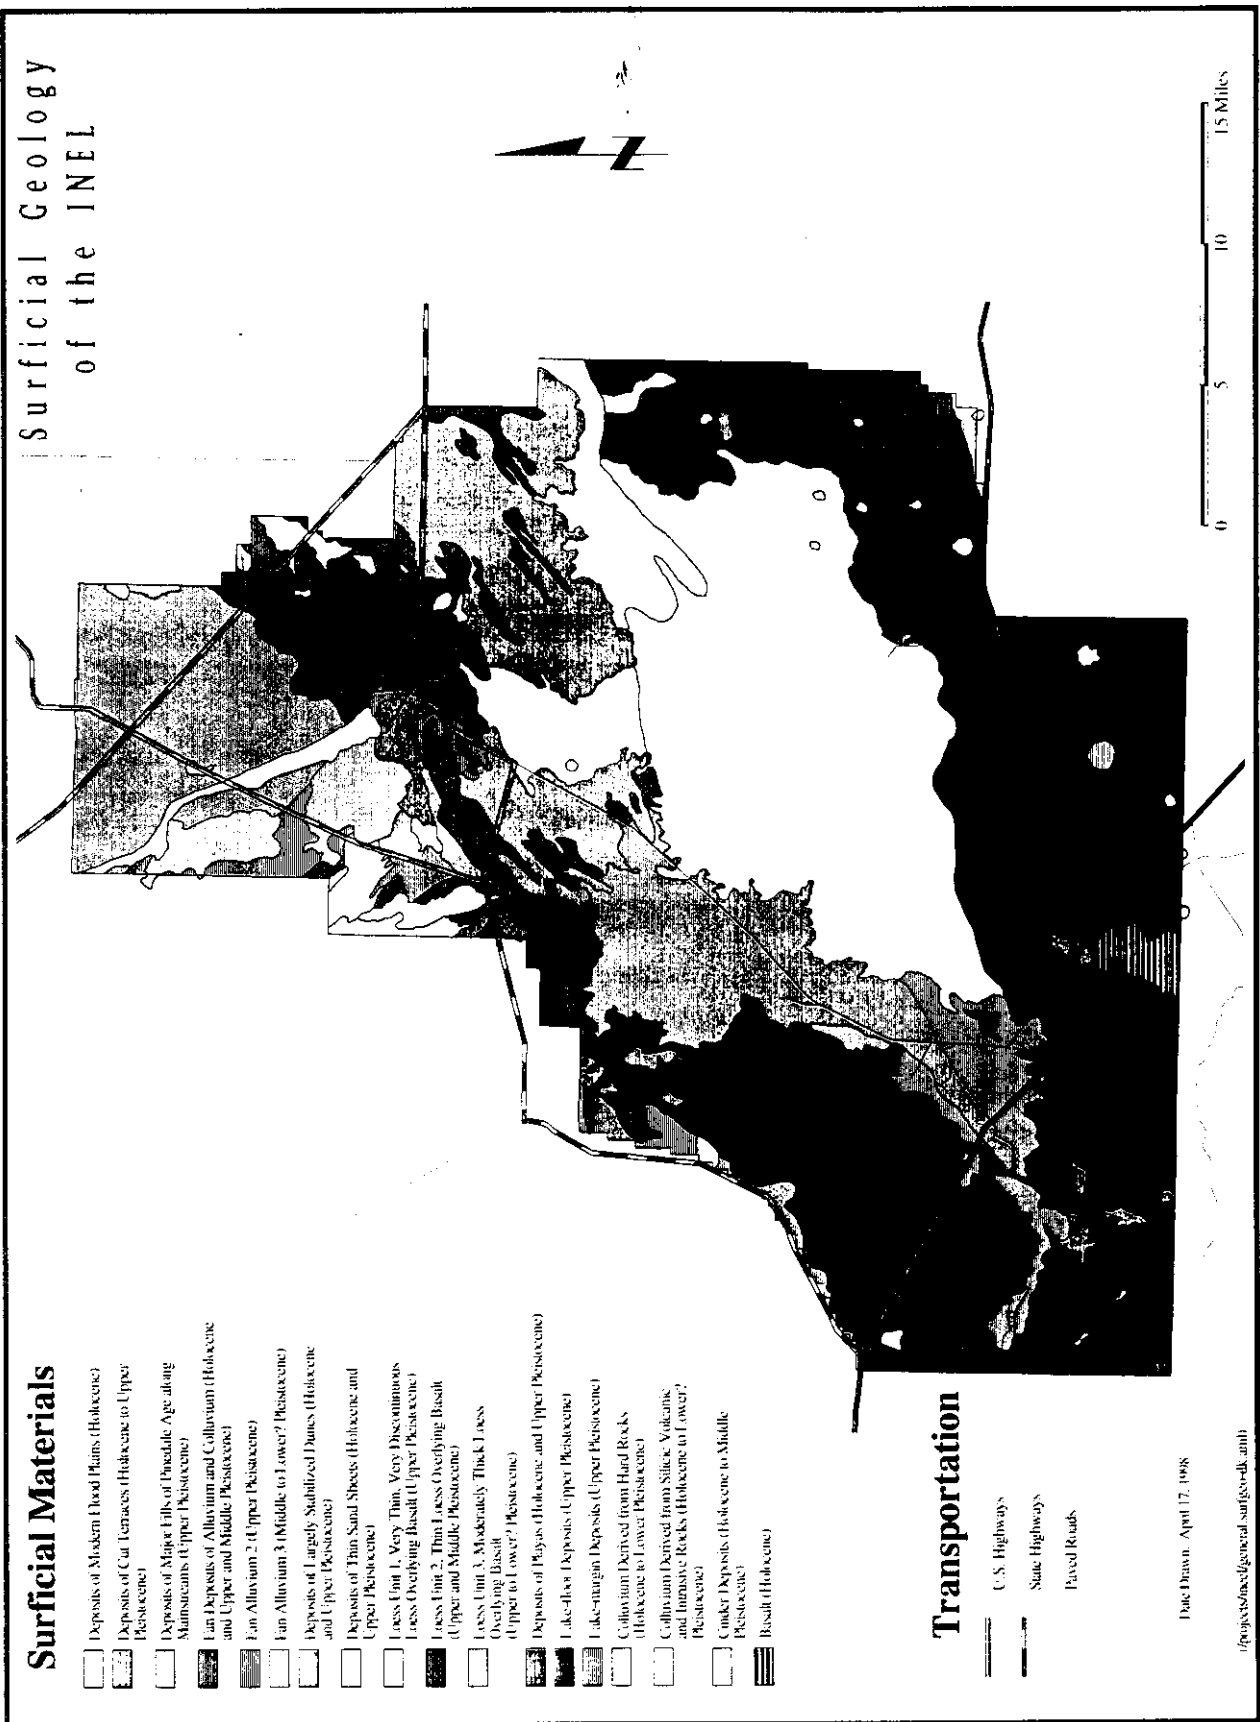 Surficial Geology
of the INEL
N
Surficial Materials
Deposits of Modern Flood Plains (Holocene)
Deposits of Cut Terraces (Holocene to Upper
Pleistocene)
Deposits of Major Fills of Pinedale Age along
Mainstreams (Upper Pleistocene)
Fan Deposits of Alluvium and Colluvium (Holocene
and Upper and Middle Pleistocene)
Fan Alluvium 2 (Upper Pleistocene)
Fan Alluvium 3 (Middle to Lower? Pleistocene)
Deposits of Largely Stabilized Dunes (Holocene
and Upper Pleistocene)
Deposits of Thin Sand Sheets (Holocene and
Upper Pleistocene)
Loess Unit 1, Very Thin, Very Discontinuous
Loess Overlying Basalt (Upper Pleistocene)
Loess Unit 2, Thin Loess Overlying Basalt
(Upper and Middle Pleistocene)
Loess Unit 3, Moderately Thick Loess
Overlying Basalt
(Upper to Lower? Pleistocene)
Deposits of Playas (Holocene and Upper Pleistocene)
Lake-floor Deposits (Upper Pleistocene)
Lake-margin Deposits (Upper Pleistocene)
Colluvium Derived from Hard Rocks
(Holocene to Lower Pleistocene)
Colluvium Derived from Silicic Volcanic
and Intrusive Rocks (Holocene to Lower?
Pleistocene)
Cinder Deposits (Holocene to Middle
Pleistocene)
Basalt (Holocene)
Transportation
U.S. Highways
State Highways
Paved Roads
0 5 10 15 Miles
Date Drawn: April 17, 1998